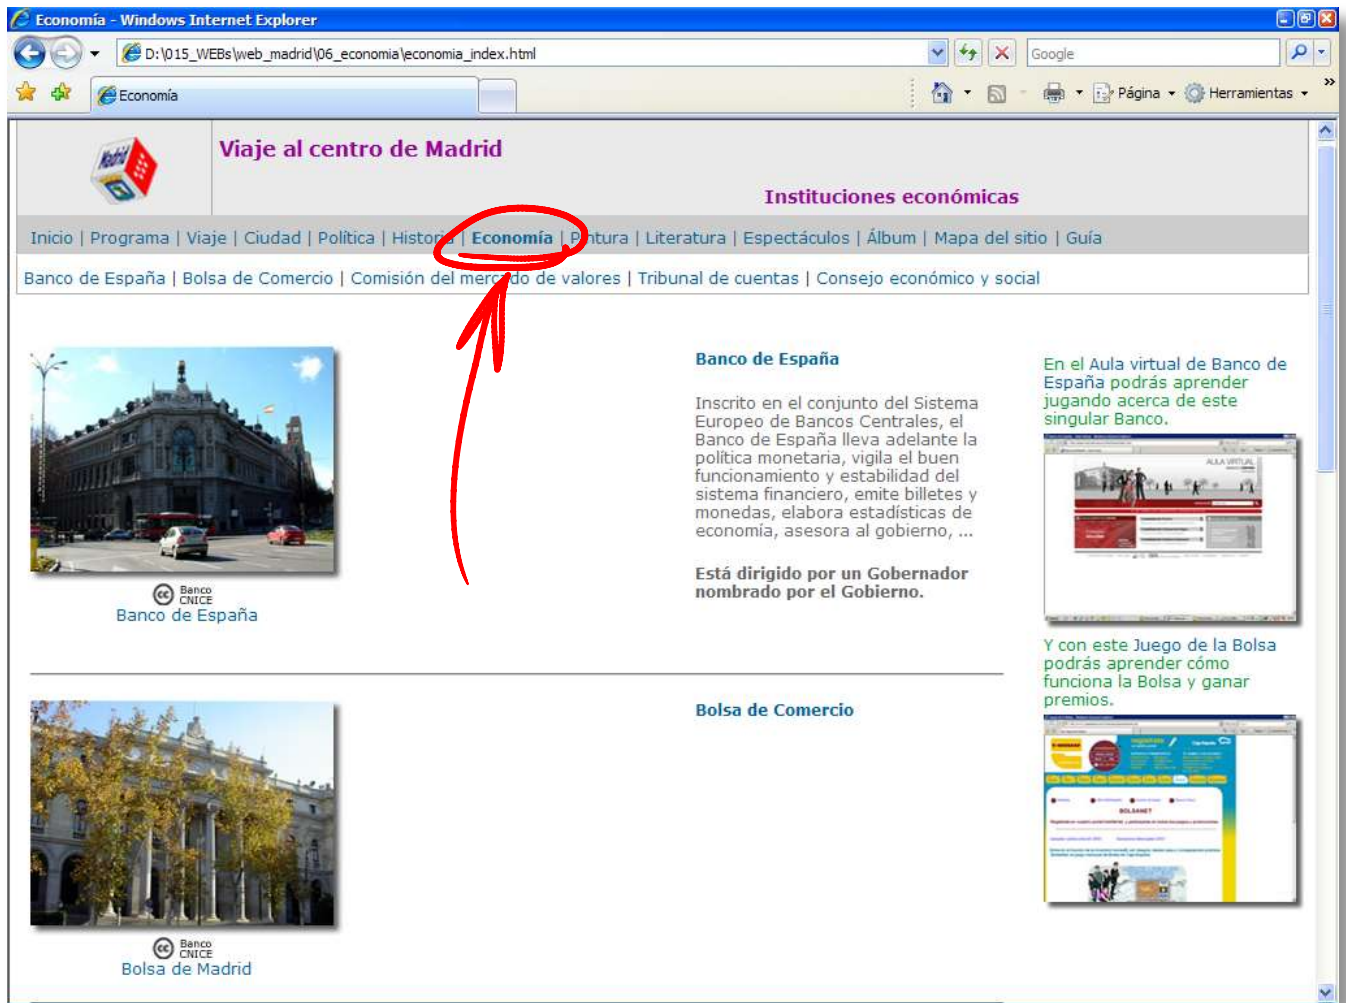 Economía - Windows Internet Explorer
D:\015_WEBs\web_madrid\06_economia\economia_index.html
Google
Economía
Página
Herramientas
Madrid
Viaje al centro de Madrid
Instituciones económicas
Inicio | Programa | Viaje | Ciudad | Política | Historia | Economía | Pintura | Literatura | Espectáculos | Álbum | Mapa del sitio | Guía
Banco de España | Bolsa de Comercio | Comisión del mercado de valores | Tribunal de cuentas | Consejo económico y social
Banco de España
Inscrito en el conjunto del Sistema
Europeo de Bancos Centrales, el
Banco de España lleva adelante la
política monetaria, vigila el buen
funcionamiento y estabilidad del
sistema financiero, emite billetes y
monedas, elabora estadísticas de
economía, asesora al gobierno, ...
Está dirigido por un Gobernador
nombrado por el Gobierno.
cc Banco
CNICE
Banco de España
En el Aula virtual de Banco de
España podrás aprender
jugando acerca de este
singular Banco.
AULA VIRTUAL
Y con este Juego de la Bolsa
podrás aprender cómo
funciona la Bolsa y ganar
premios.
BOLSANET
Bolsa de Comercio
cc Banco
CNICE
Bolsa de Madrid